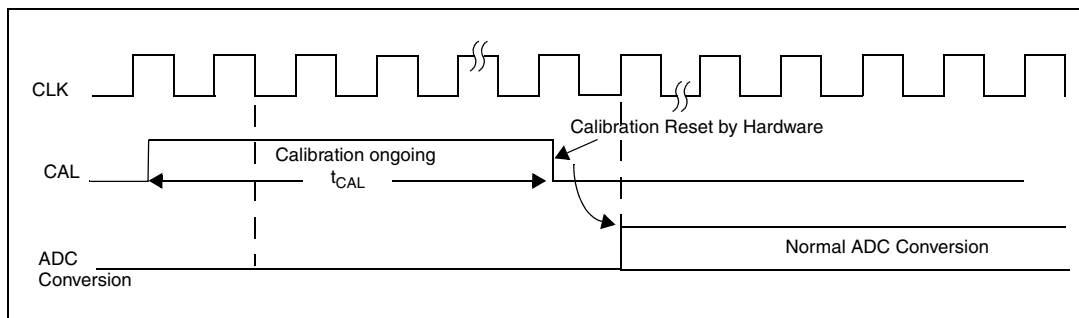 CLK
Calibration Reset by Hardware
CAL
Calibration ongoing
tCAL
ADC
Conversion
Normal ADC Conversion